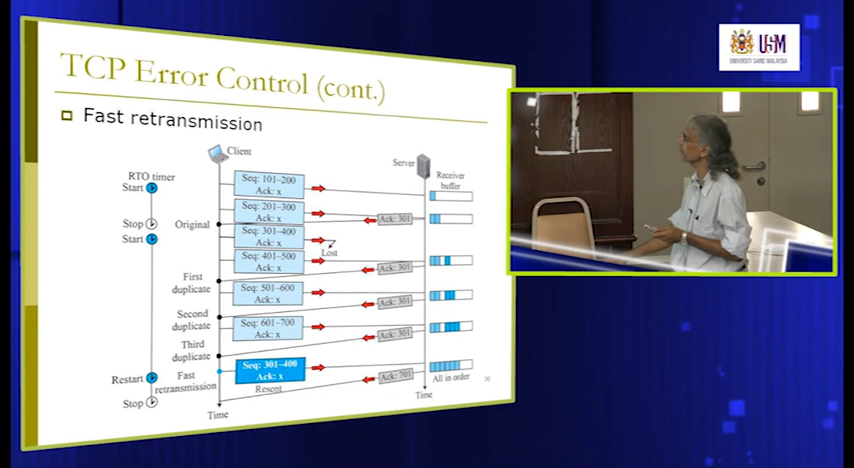 TCP Error Control (cont.)
Fast retransmission
Client
Server
RTO timer
Start
Seq: 101–200
Ack: x
Receiver
buffer
Seq: 201–300
Ack: x
Ack: 301
Stop
Original
Start
Seq: 301–400
Ack: x
Lost
Seq: 401–500
Ack: x
Ack: 301
First
duplicate
Seq: 501–600
Ack: x
Ack: 301
Second
duplicate
Seq: 601–700
Ack: x
Ack: 301
Third
duplicate
Seq: 301–400
Ack: x
Fast
retransmission
Restart
Resent
Ack: 701
All in order
Stop
Time
Time
USM
UNIVERSITI SAINS MALAYSIA